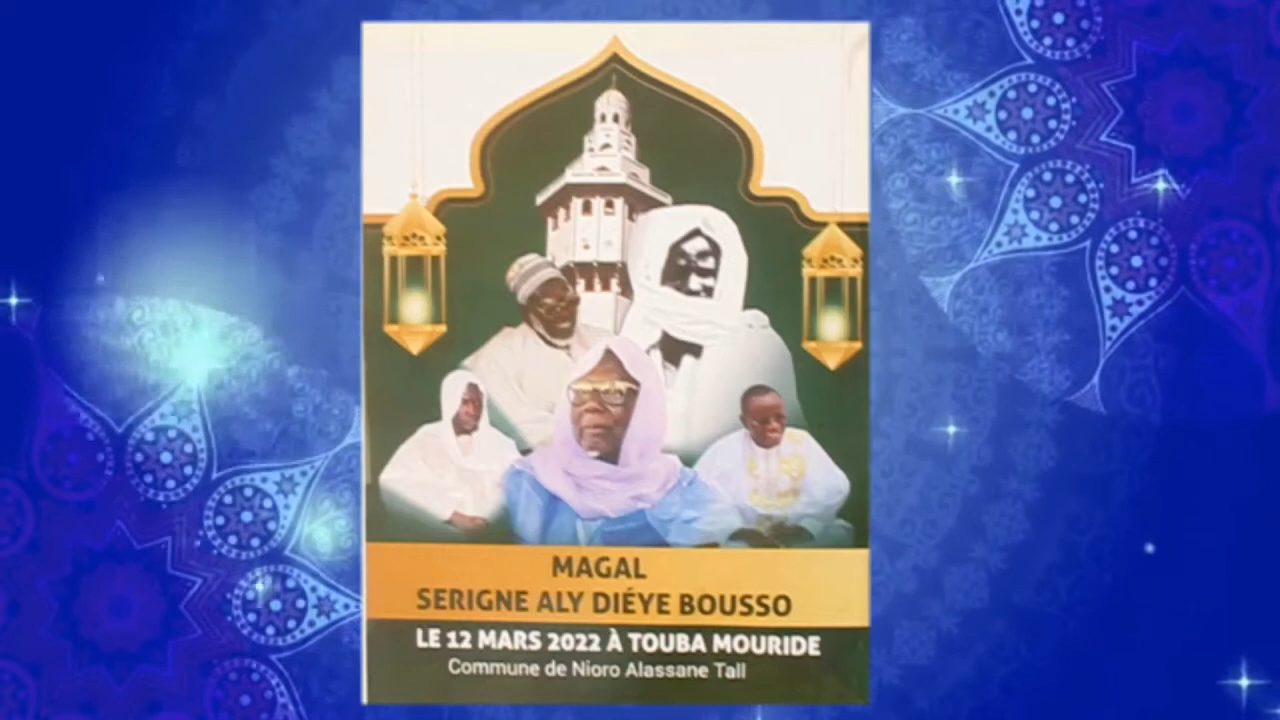 MAGAL
SERIGNE ALY DIÉYE BOUSSO
LE 12 MARS 2022 À TOUBA MOURIDE
Commune de Nioro Alassane Tall